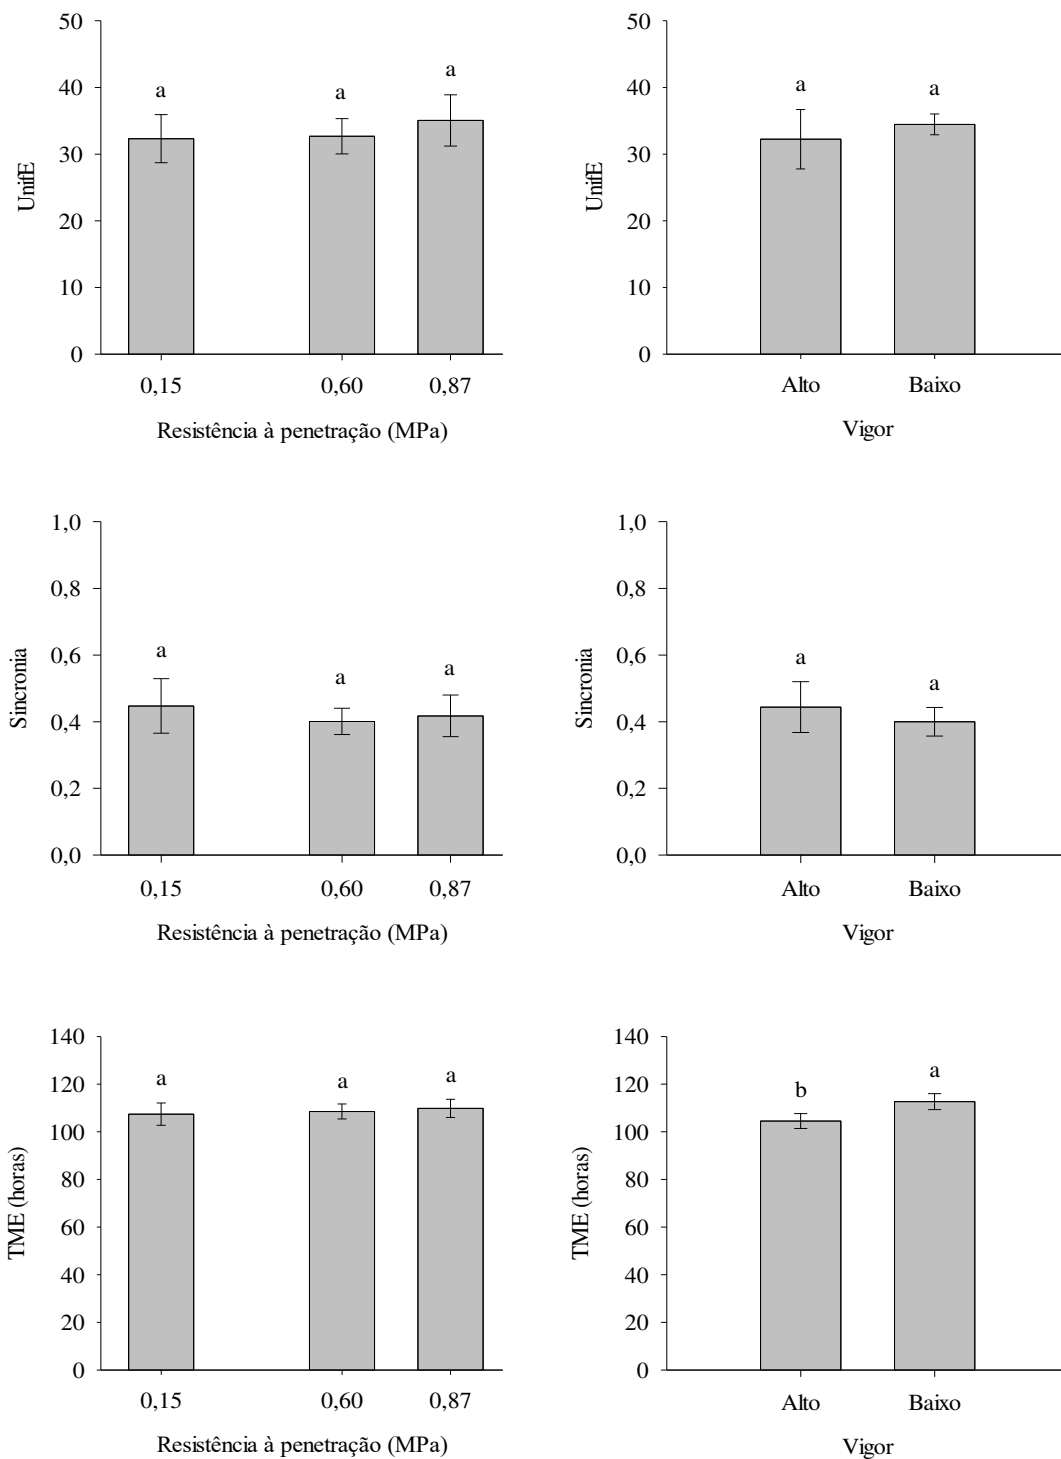 50
40
30
20
10
0
UnifE
a
a
a
0,15
0,60
0,87
Resistência à penetração (MPa)
50
40
30
20
10
0
UnifE
a
a
Alto
Baixo
Vigor
1,0
0,8
0,6
0,4
0,2
0,0
Sincronia
a
a
a
0,15
0,60
0,87
Resistência à penetração (MPa)
1,0
0,8
0,6
0,4
0,2
0,0
Sincronia
a
a
Alto
Baixo
Vigor
140
120
100
80
60
40
20
0
TME (horas)
a
a
a
0,15
0,60
0,87
Resistência à penetração (MPa)
140
120
100
80
60
40
20
0
TME (horas)
b
a
Alto
Baixo
Vigor